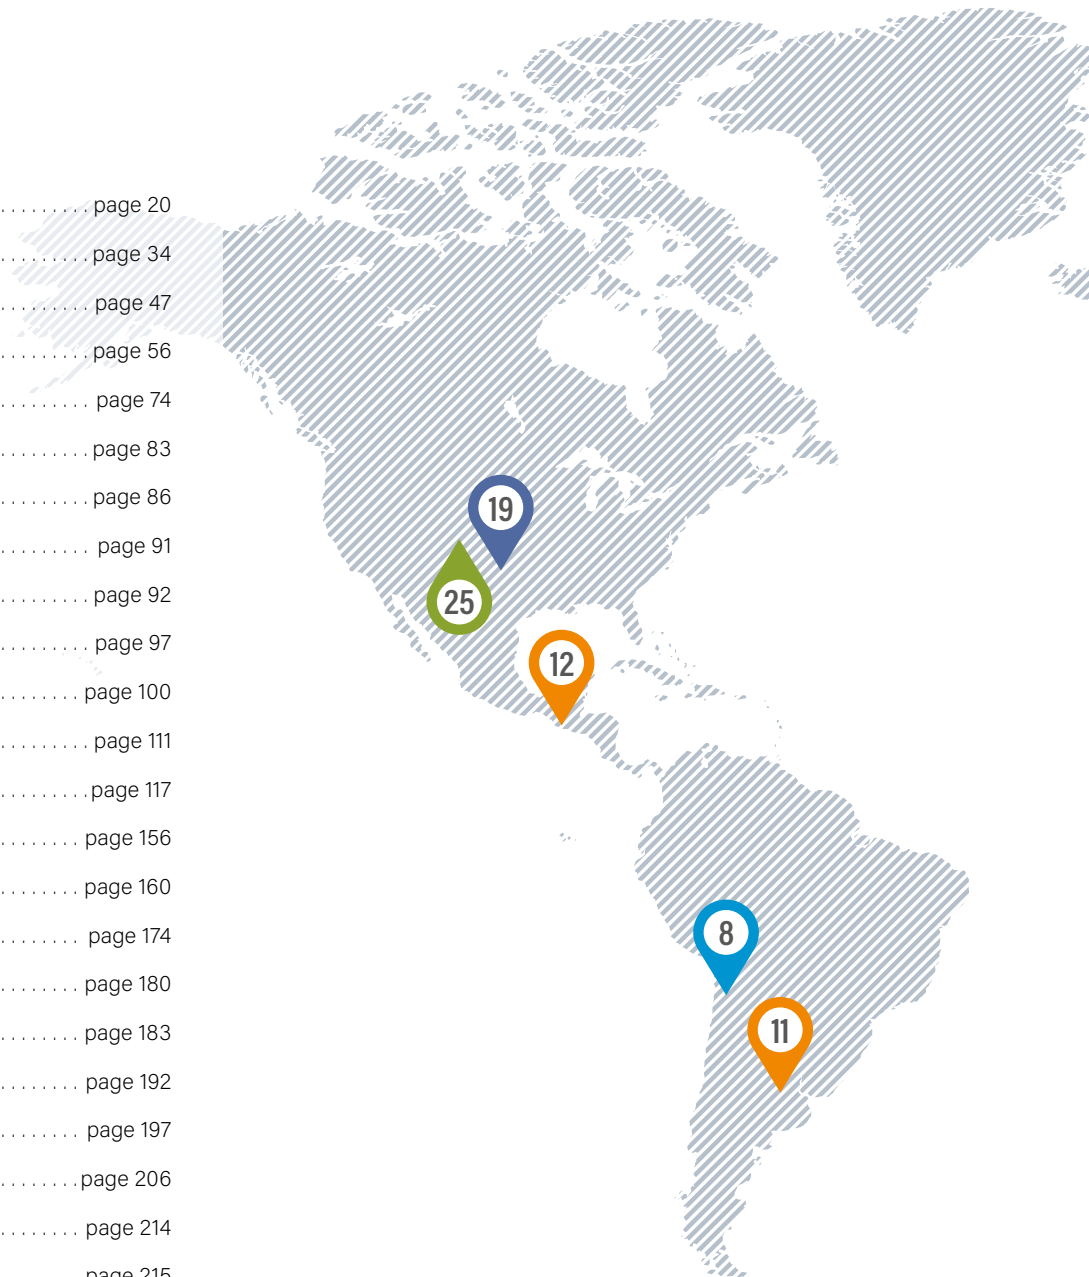 . . . . . . . . . page 20
. . . . . . . . . page 34
. . . . . . . . . page 47
. . . . . . . . . page 56
. . . . . . . . . page 74
. . . . . . . . . page 83
. . . . . . . . . page 86
. . . . . . . . . page 91
. . . . . . . . . page 92
. . . . . . . . . page 97
. . . . . . . . page 100
. . . . . . . . . page 111
. . . . . . . . . page 117
. . . . . . . . page 156
. . . . . . . . page 160
. . . . . . . . page 174
. . . . . . . . page 180
. . . . . . . . page 183
. . . . . . . . page 192
. . . . . . . . page 197
. . . . . . . . page 206
. . . . . . . . page 214
page 215
19
25
12
8
11